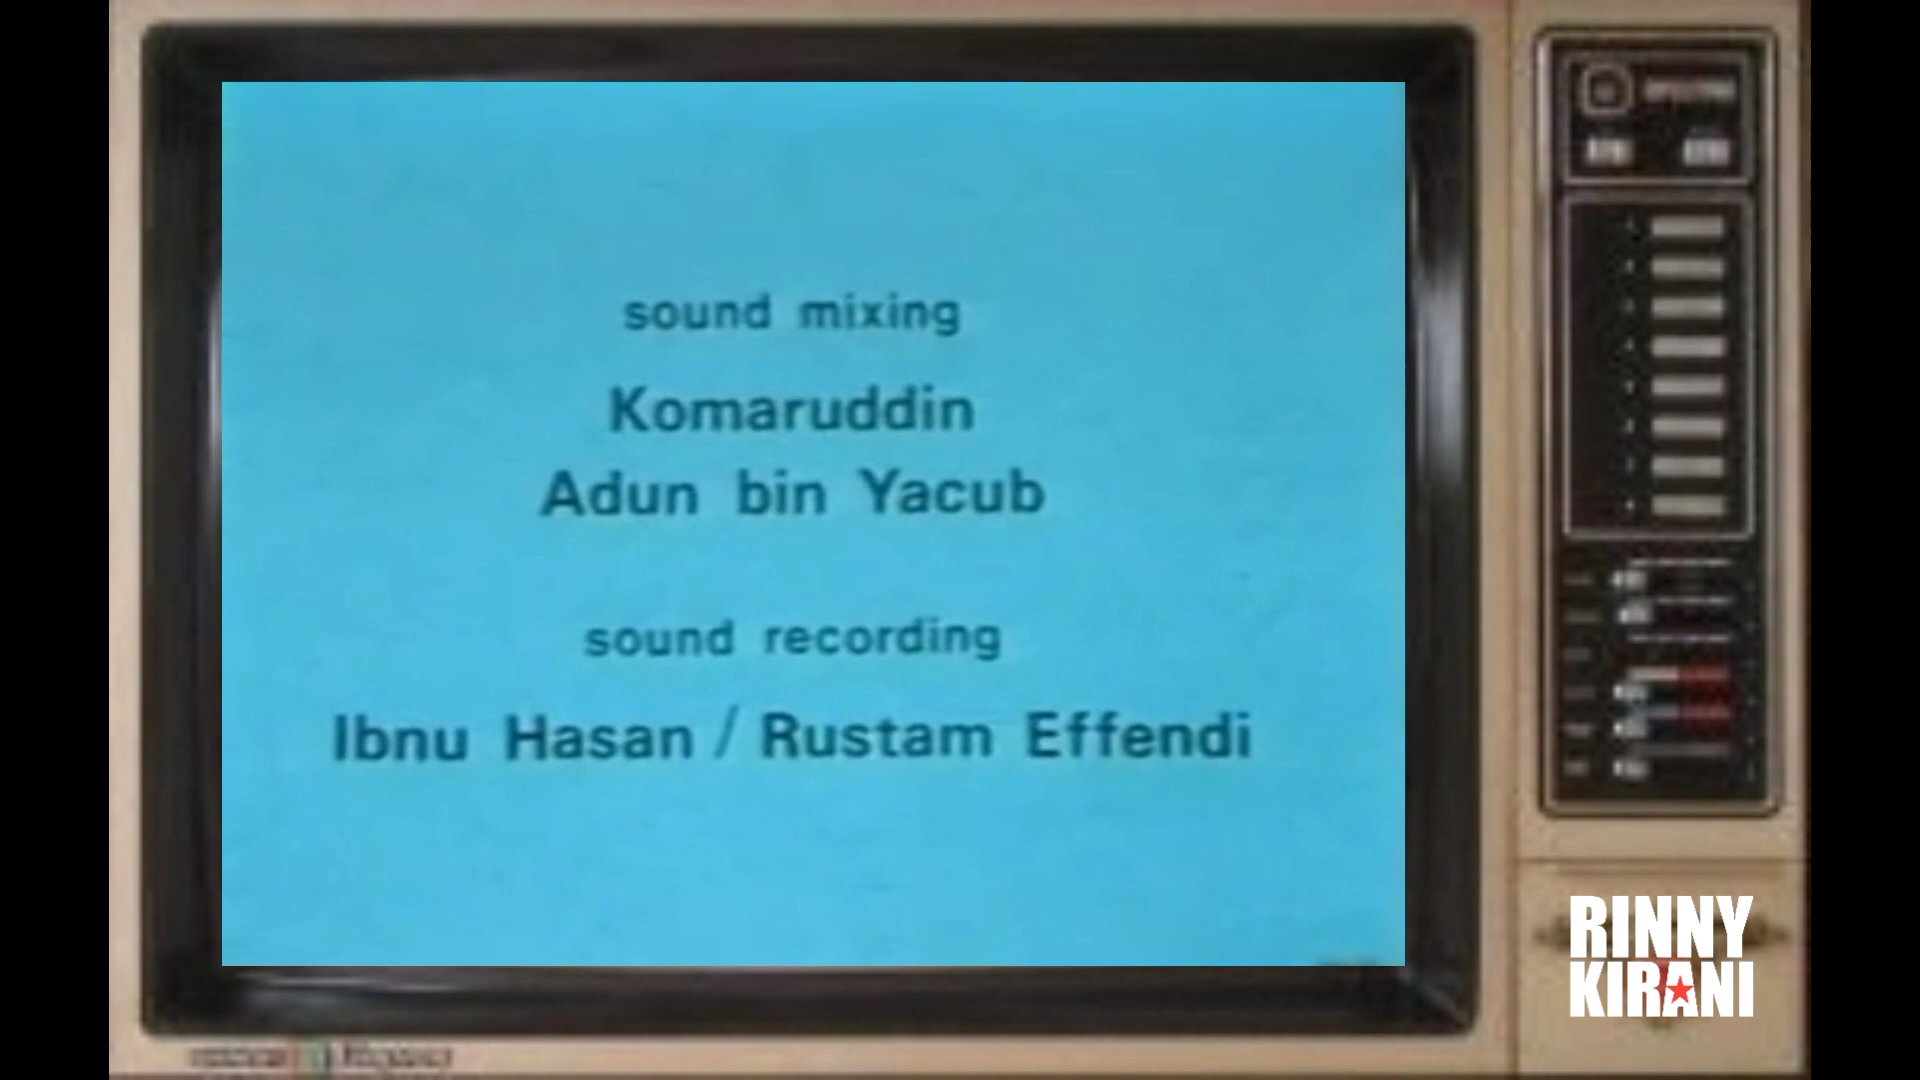 sound mixing
Komaruddin
Adun bin Yacub
sound recording
Ibnu Hasan / Rustam Effendi
RINNY
KIRANI